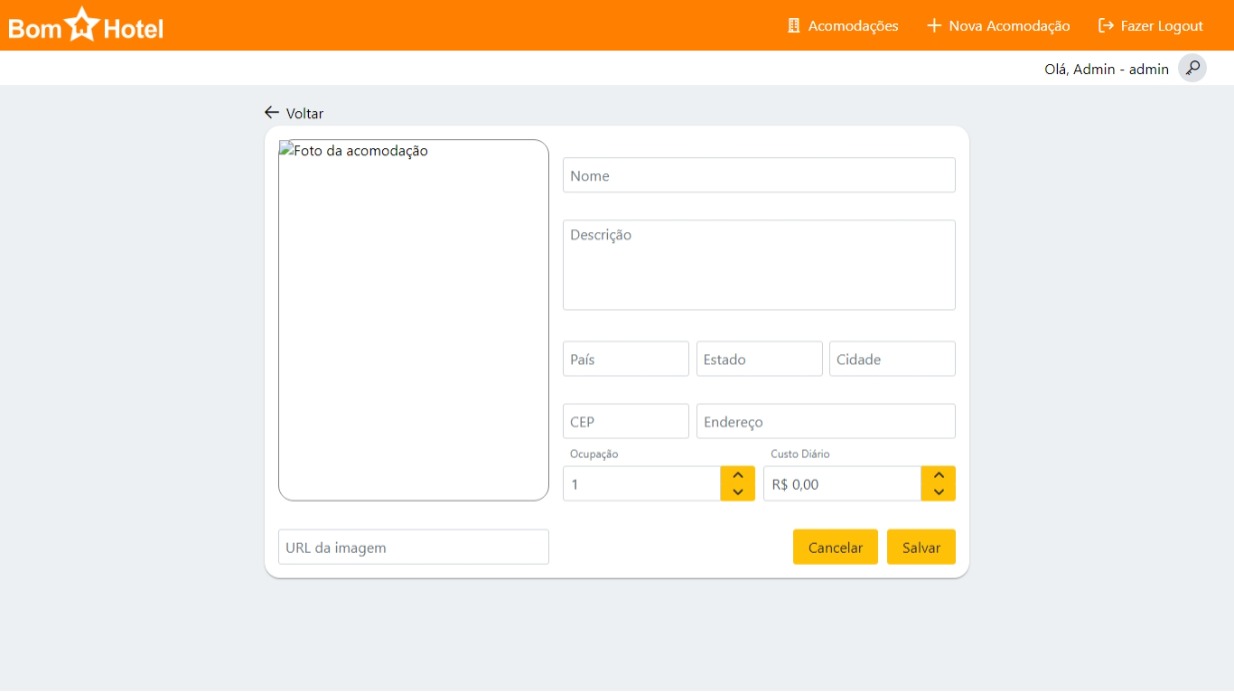 Bom Hotel
Acomodações
Nova Acomodação
Fazer Logout
Olá, Admin - admin
Voltar
Foto da acomodação
Nome
Descrição
País
Estado
Cidade
CEP
Endereço
Ocupação
Custo Diário
1
R$ 0,00
URL da imagem
Cancelar
Salvar